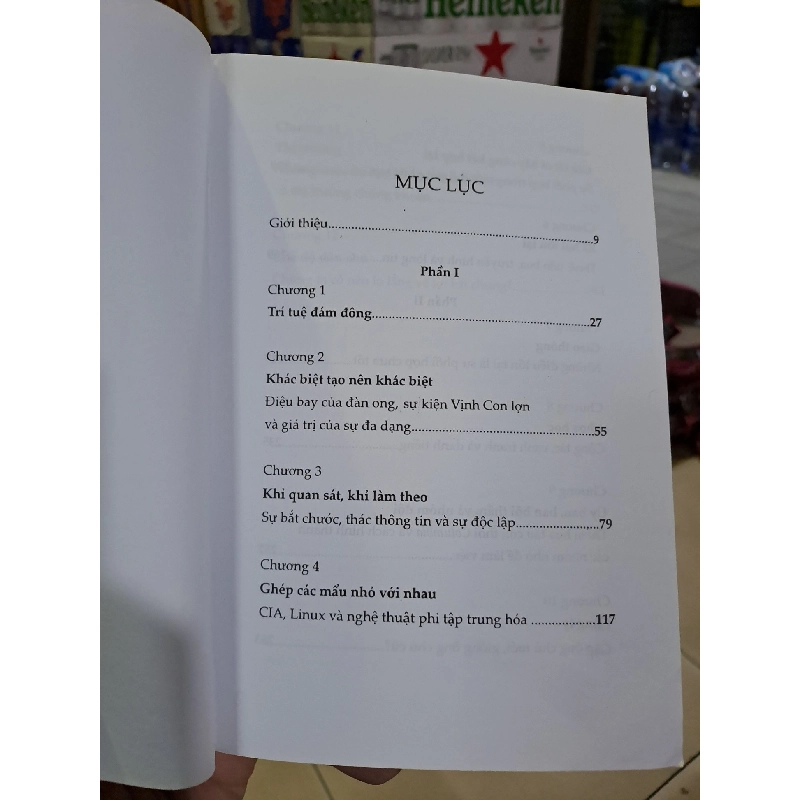 Heineken
MỤC LỤC
Giới thiệu..................................................................9
Phần I
Chương 1
Trí tuệ đám đông......................................................27
Chương 2
Khác biệt tạo nên khác biệt
Điệu bay của đàn ong, sự kiện Vịnh Con lợn
và giá trị của sự đa dạng..............................................55
Chương 3
Khỉ quan sát, khỉ làm theo
Sự bắt chước, thác thông tin và sự độc lập.....................79
Chương 4
Ghép các mẩu nhỏ với nhau
CIA, Linux và nghệ thuật phi tập trung hóa ...................117